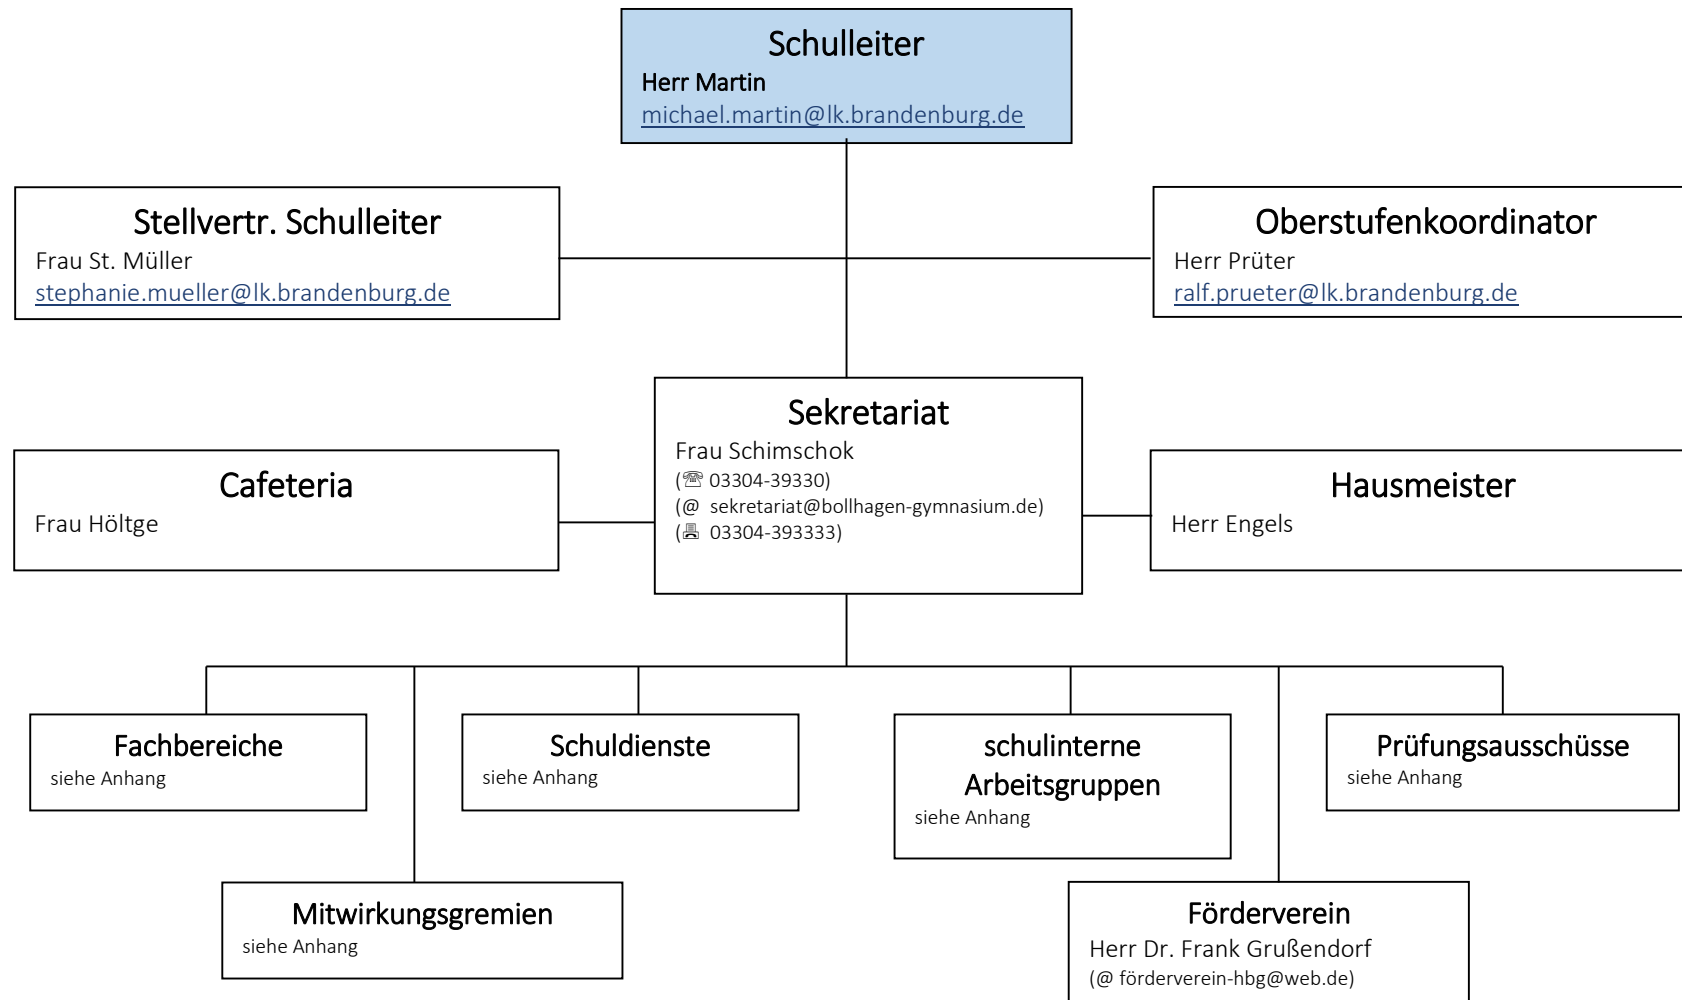 Schulleiter
Herr Martin
michael.martin@lk.brandenburg.de
Stellvertr. Schulleiter
Frau St. Müller
stephanie.mueller@lk.brandenburg.de
Oberstufenkoordinator
Herr Prüter
ralf.prueter@lk.brandenburg.de
Sekretariat
Frau Schimschok
(☏ 03304-39330)
(@ sekretariat@bollhagen-gymnasium.de)
(🖷 03304-393333)
Cafeteria
Frau Höltge
Hausmeister
Herr Engels
Fachbereiche
siehe Anhang
Schuldienste
siehe Anhang
schulinterne
Arbeitsgruppen
siehe Anhang
Prüfungsausschüsse
siehe Anhang
Mitwirkungsgremien
siehe Anhang
Förderverein
Herr Dr. Frank Grußendorf
(@ förderverein-hbg@web.de)